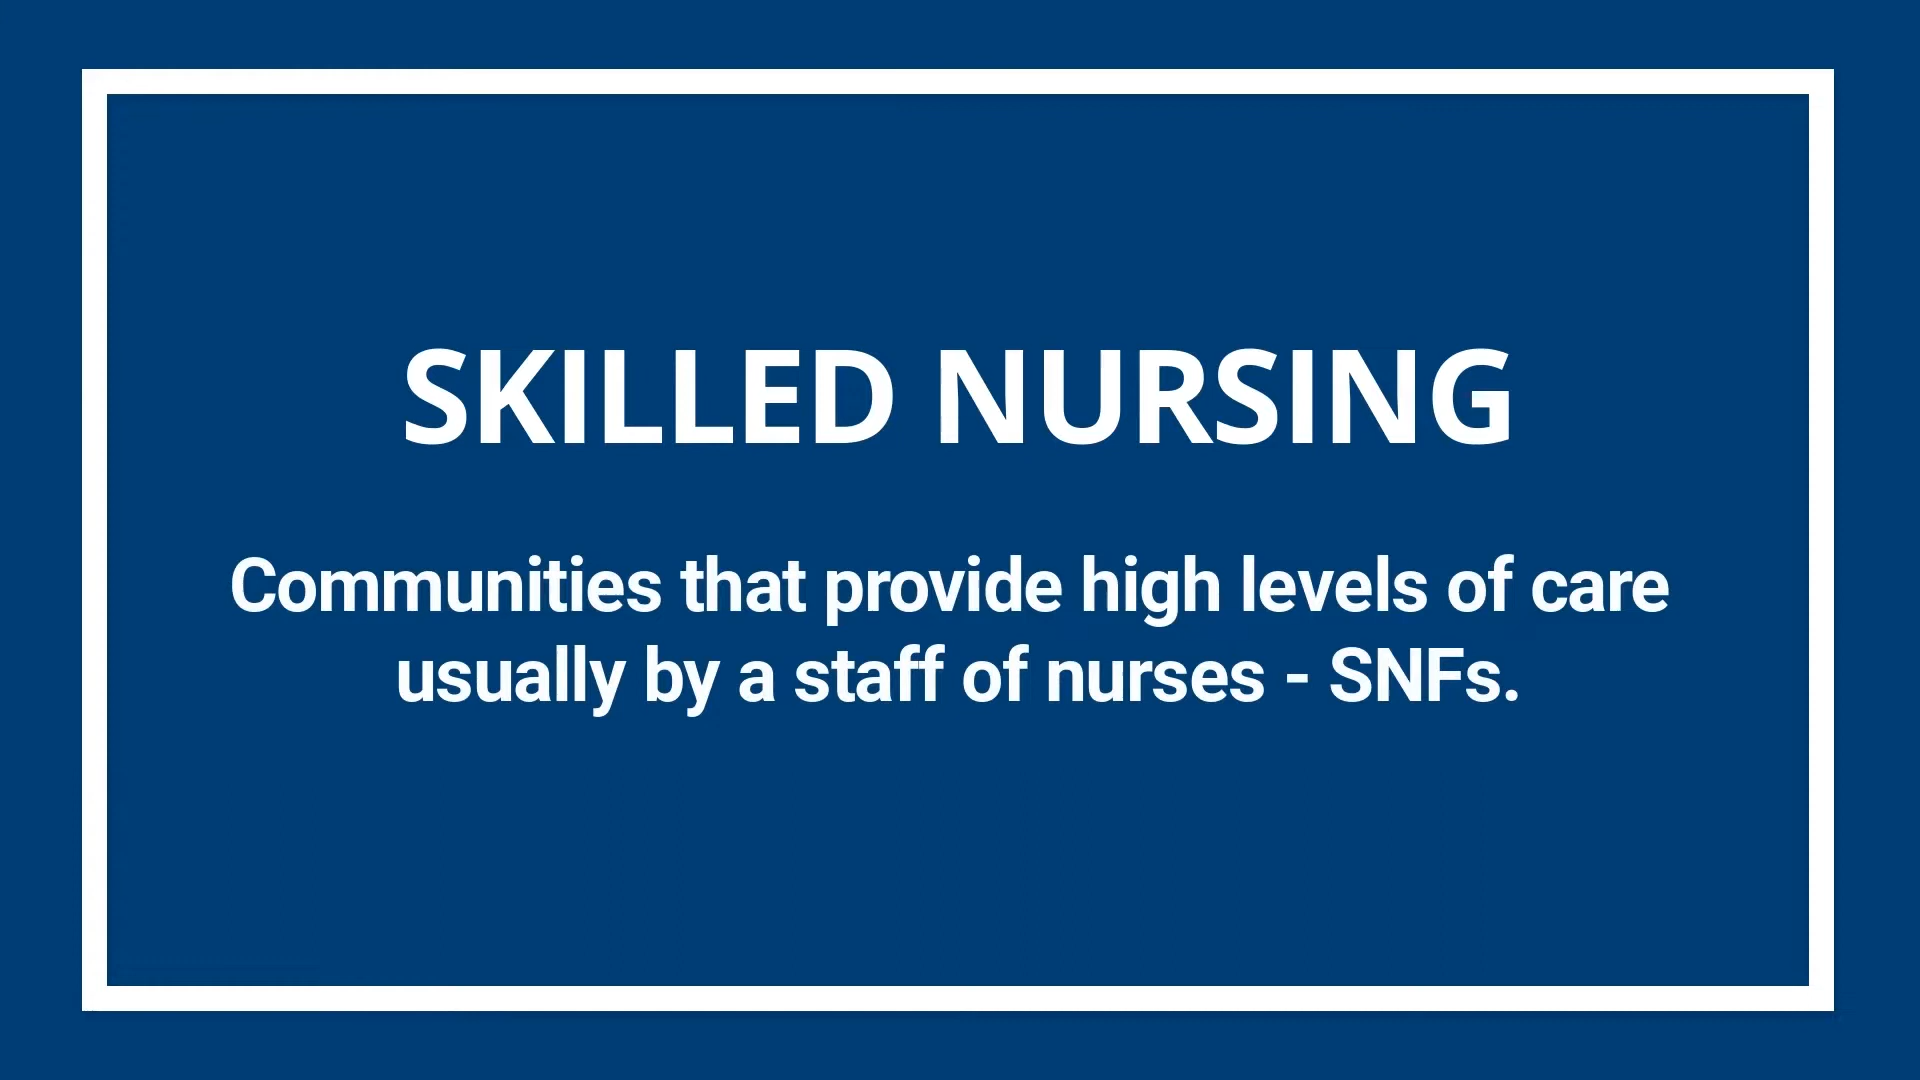 SKILLED NURSING
Communities that provide high levels of care
usually by a staff of nurses - SNFs.